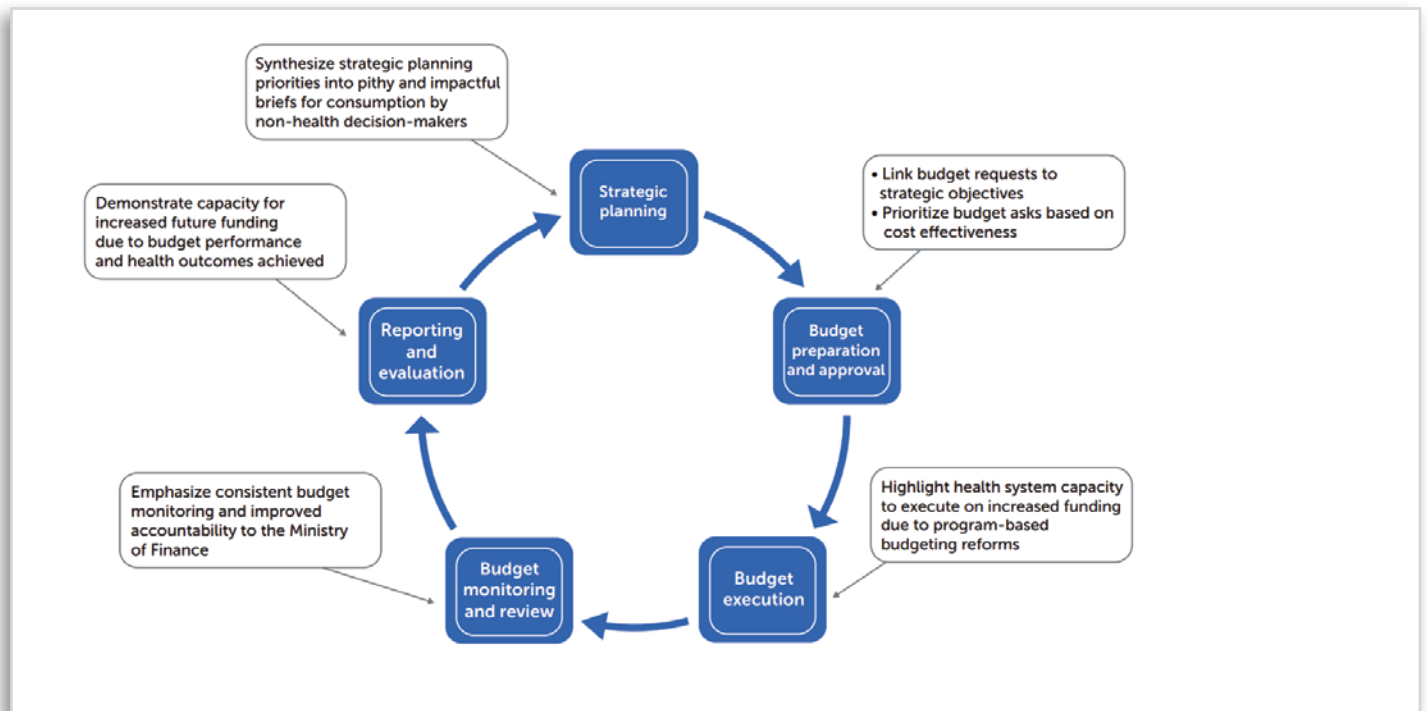 Synthesize strategic planning
priorities into pithy and impactful
briefs for consumption by
non-health decision-makers
Strategic
planning
• Link budget requests to
strategic objectives
• Prioritize budget asks based on
cost effectiveness
Demonstrate capacity for
increased future funding
due to budget performance
and health outcomes achieved
Reporting
and
evaluation
Budget
preparation
and approval
Emphasize consistent budget
monitoring and improved
accountability to the Ministry
of Finance
Budget
monitoring
and review
Budget
execution
Highlight health system capacity
to execute on increased funding
due to program-based
budgeting reforms